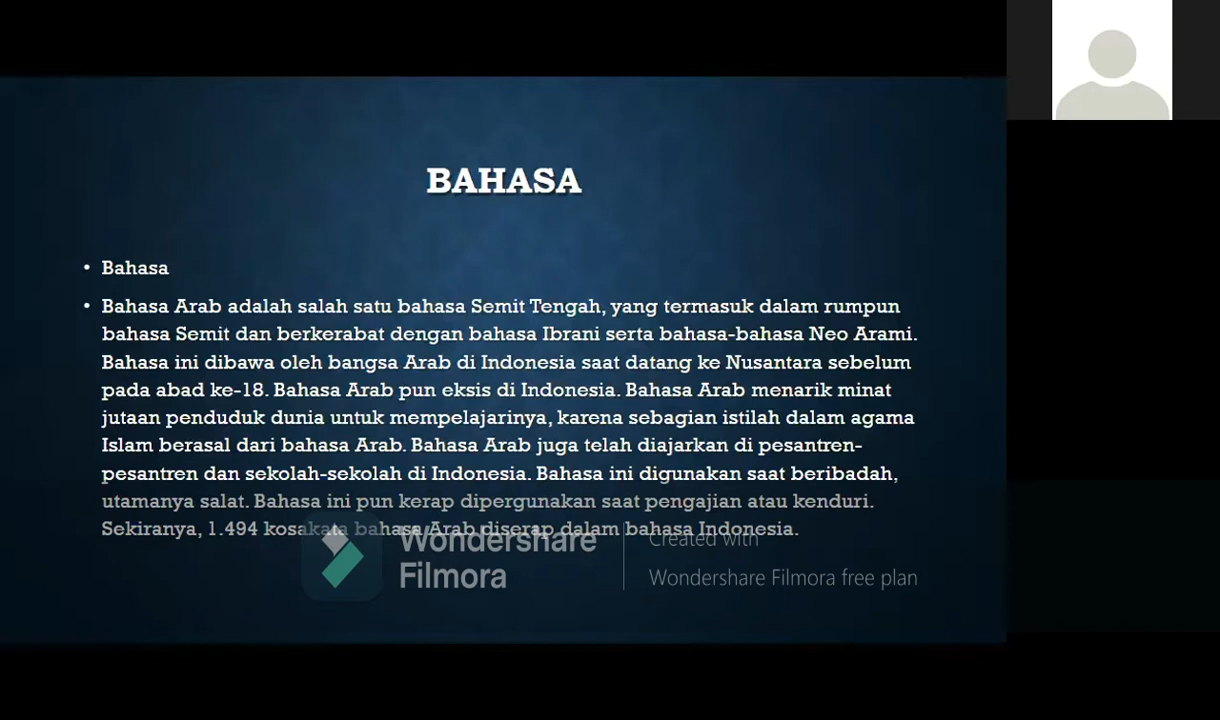 BAHASA
• Bahasa
• Bahasa Arab adalah salah satu bahasa Semit Tengah, yang termasuk dalam rumpun
bahasa Semit dan berkerabat dengan bahasa Ibrani serta bahasa-bahasa Neo Arami.
Bahasa ini dibawa oleh bangsa Arab di Indonesia saat datang ke Nusantara sebelum
pada abad ke-18. Bahasa Arab pun eksis di Indonesia. Bahasa Arab menarik minat
jutaan penduduk dunia untuk mempelajarinya, karena sebagian istilah dalam agama
Islam berasal dari bahasa Arab. Bahasa Arab juga telah diajarkan di pesantren-
pesantren dan sekolah-sekolah di Indonesia. Bahasa ini digunakan saat beribadah,
utamanya salat. Bahasa ini pun kerap dipergunakan saat pengajian atau kenduri.
Sekiranya, 1.494 kosakata bahasa Arab diserap dalam bahasa Indonesia.
Wondershare
Filmora
Created with
Wondershare Filmora free plan